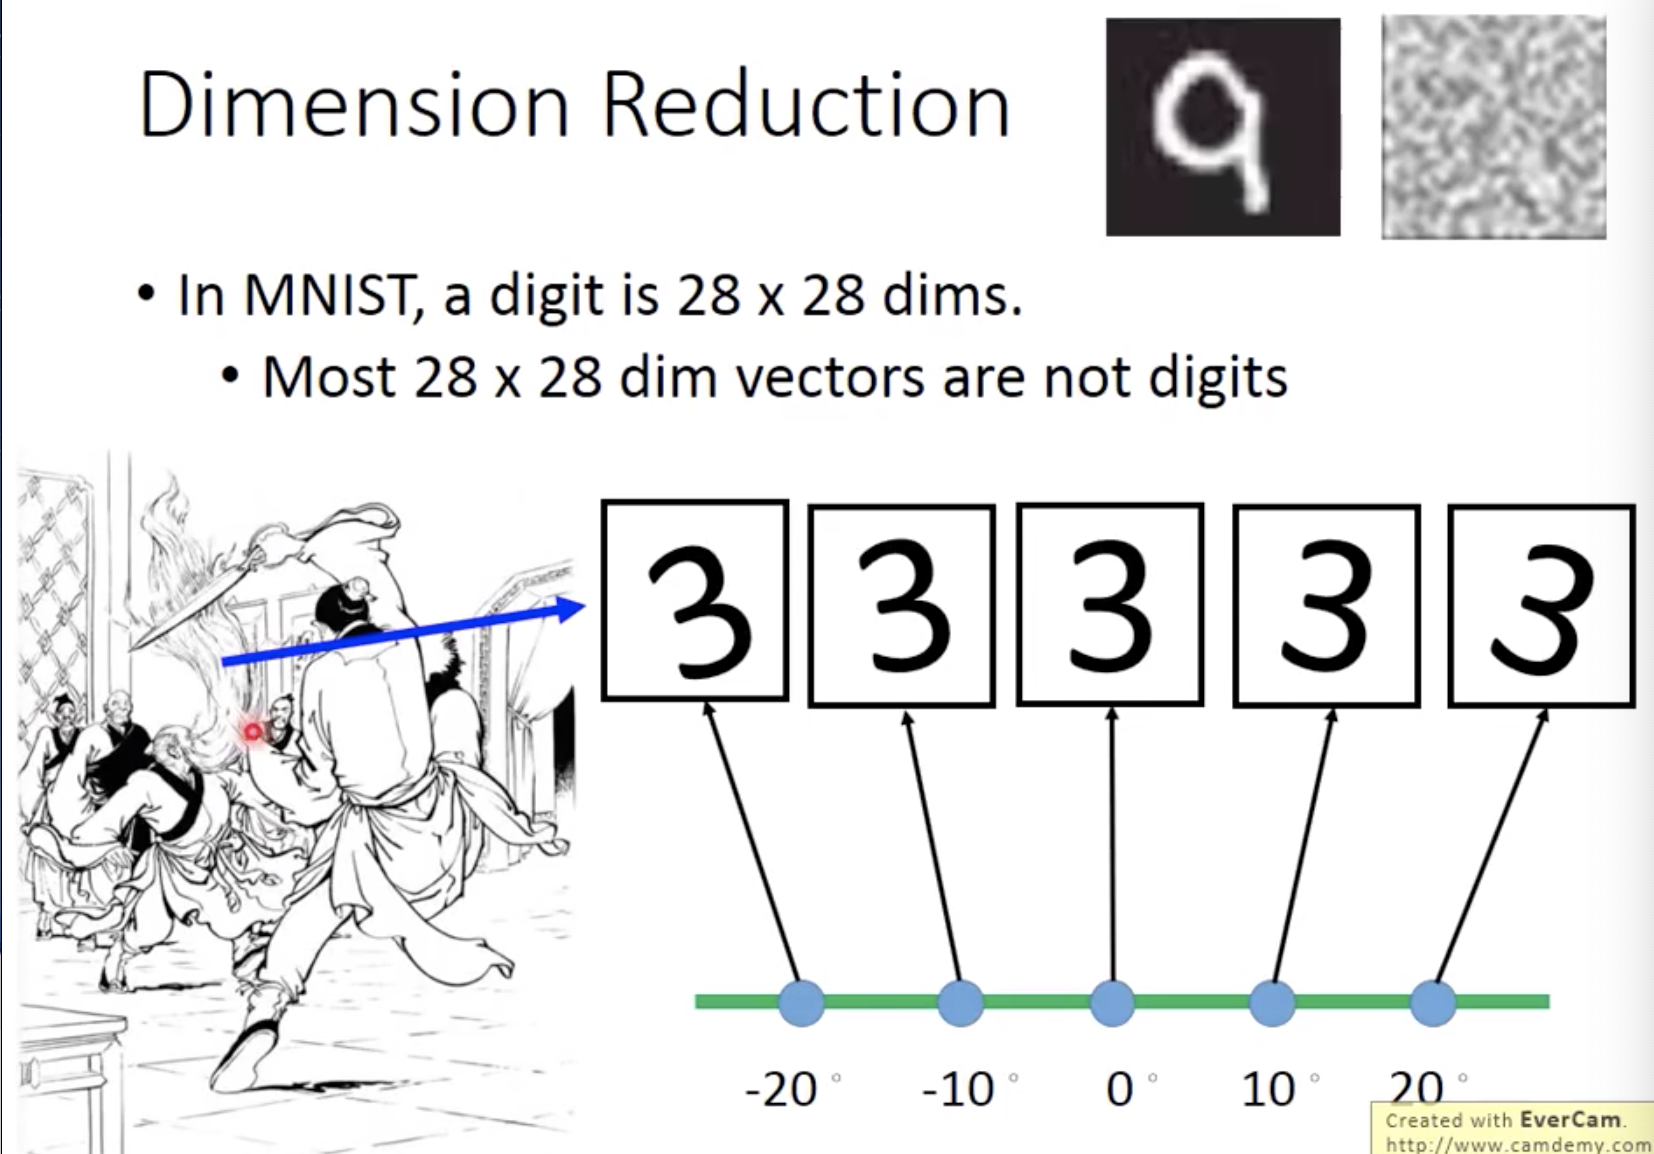 Dimension Reduction
9
• In MNIST, a digit is 28 x 28 dims.
• Most 28 x 28 dim vectors are not digits
3 3 3 3 3
-20° -10° 0° 10° 20°
Created with EverCam.
http://www.camdemy.com